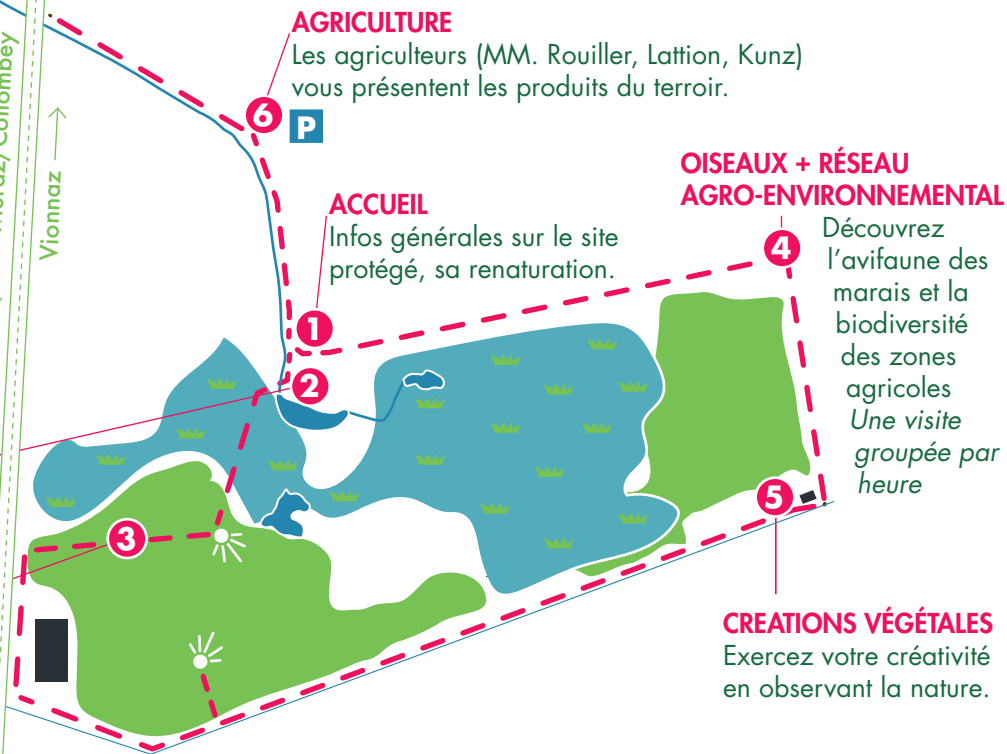 AGRICULTURE
Les agriculteurs (MM. Rouiller, Lattion, Kunz)
vous présentent les produits du terroir.
6
P
Collombey
Vionnaz
ACCUEIL
Infos générales sur le site
protégé, sa renaturation.
1
2
3
OISEAUX + RÉSEAU
AGRO-ENVIRONNEMENTAL
4
Découvrez
l'avifaune des
marais et la
biodiversité
des zones
agricoles
Une visite
groupée par
heure
5
CREATIONS VÉGÉTALES
Exercez votre créativité
en observant la nature.